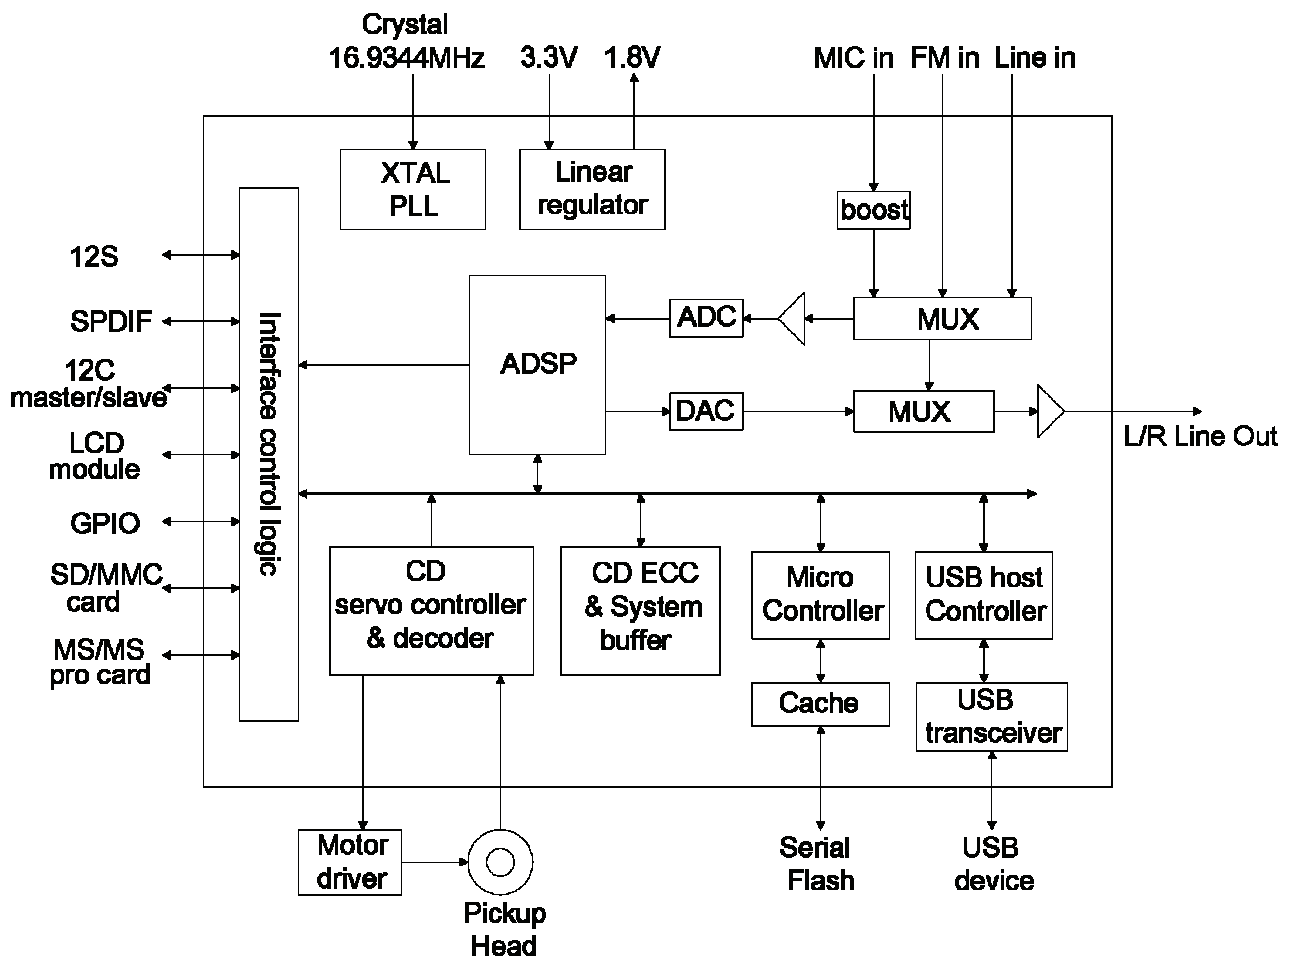 Crystal
16.9344MHz
3.3V
1.8V
MIC in
FM in
Line in
XTAL
PLL
Linear
regulator
boost
12S
SPDIF
12C
master/slave
LCD
module
GPIO
SD/MMC
card
MS/MS
pro card
Interface control logic
ADSP
ADC
MUX
DAC
MUX
L/R Line Out
CD
servo controller
& decoder
CD ECC
& System
buffer
Micro
Controller
USB host
Controller
Cache
USB
transceiver
Motor
driver
Pickup
Head
Serial
Flash
USB
device